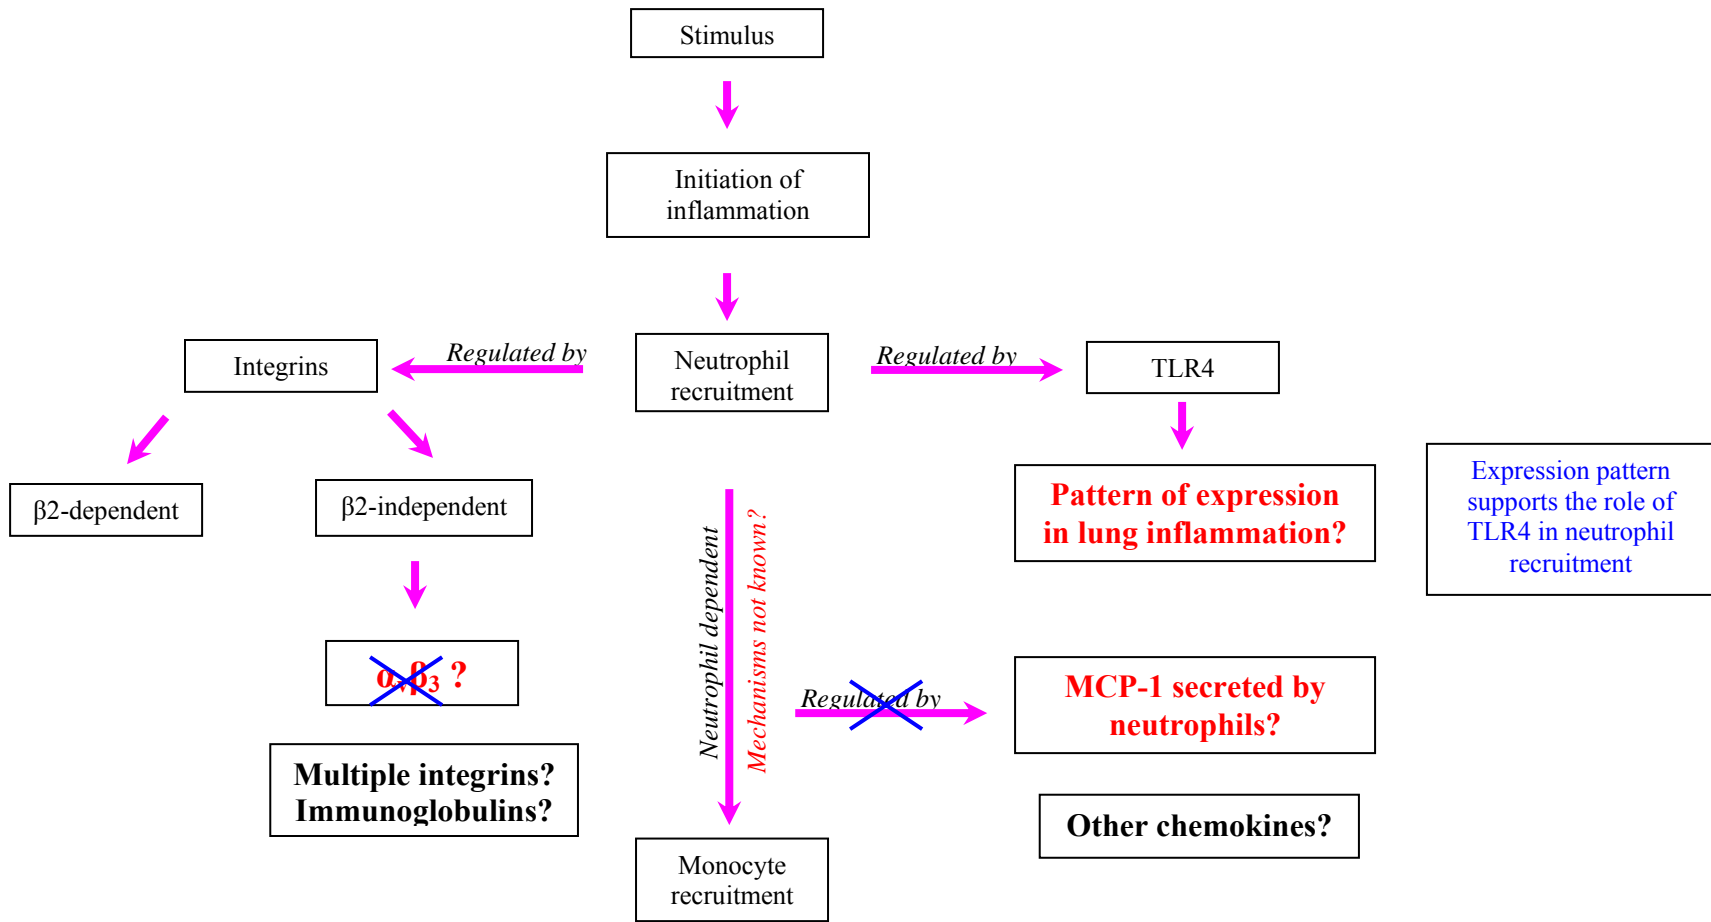 Stimulus
Initiation of
inflammation
Integrins
Regulated by
Neutrophil
recruitment
Regulated by
TLR4
β2-dependent
β2-independent
Pattern of expression
in lung inflammation?
Expression pattern
supports the role of
TLR4 in neutrophil
recruitment
Neutrophil dependent
Mechanisms not known?
αvβ3 ?
Regulated by
MCP-1 secreted by
neutrophils?
Multiple integrins?
Immunoglobulins?
Other chemokines?
Monocyte
recruitment